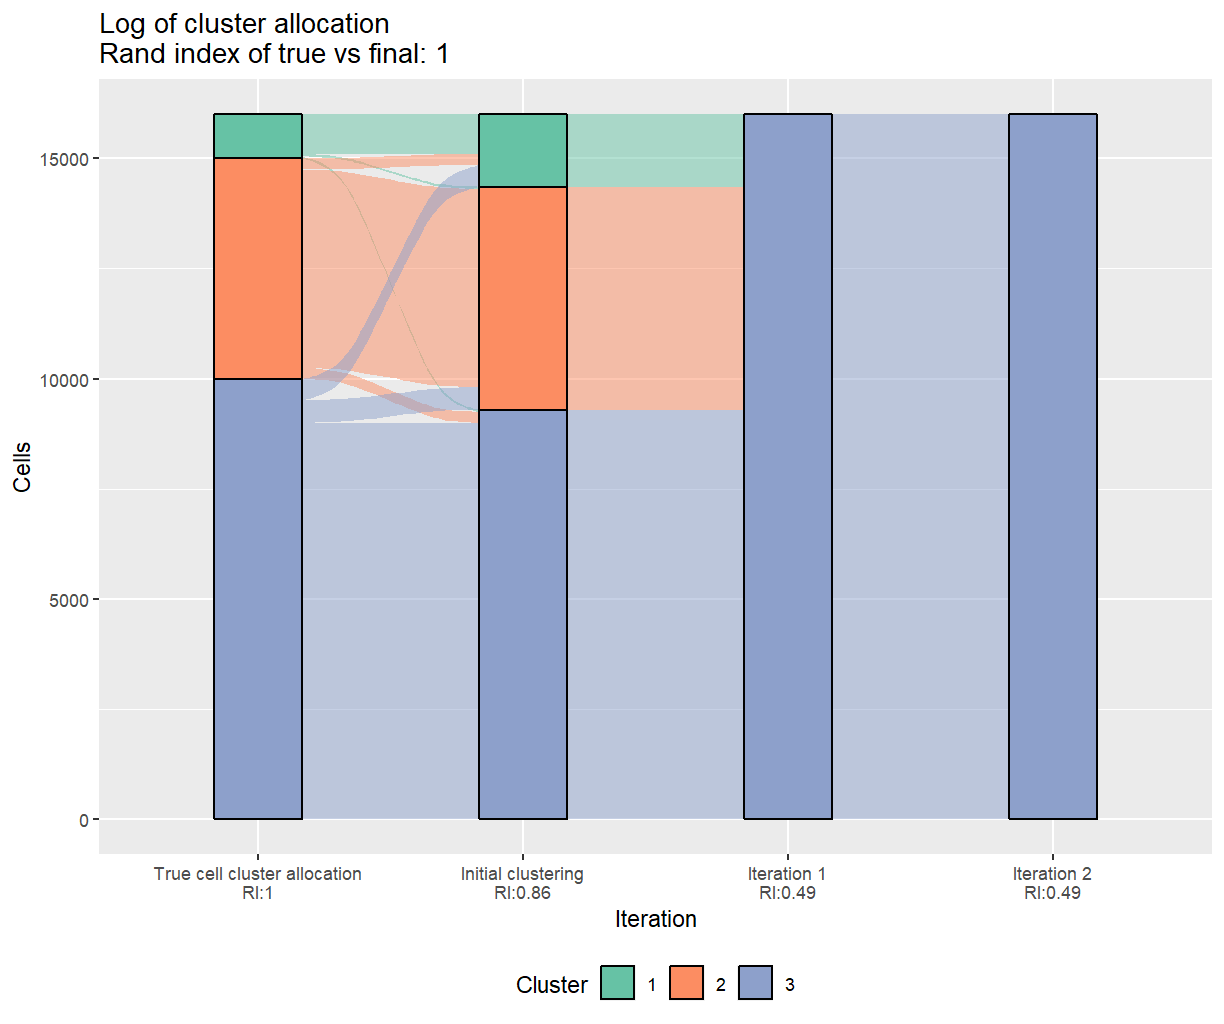 Log of cluster allocation
Rand index of true vs final: 1
15000
10000
5000
0
Cells
True cell cluster allocation
RI:1
Initial clustering
RI:0.86
Iteration 1
RI:0.49
Iteration 2
RI:0.49
Iteration
Cluster 1 2 3